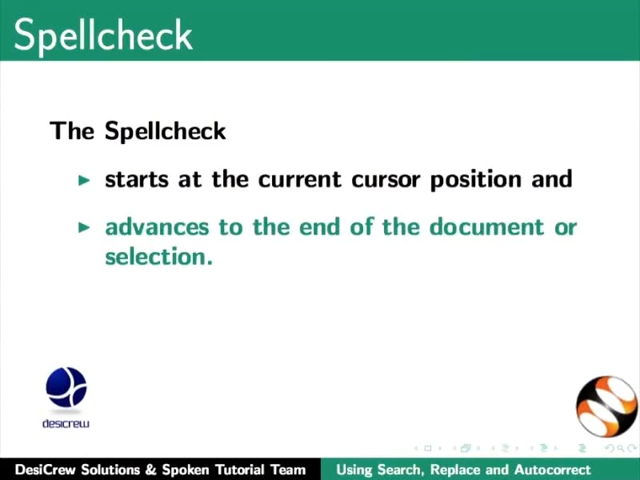 Spellcheck
The Spellcheck
starts at the current cursor position and
advances to the end of the document or
selection.
desicrew
DesiCrew Solutions & Spoken Tutorial Team
Using Search, Replace and Autocorrect